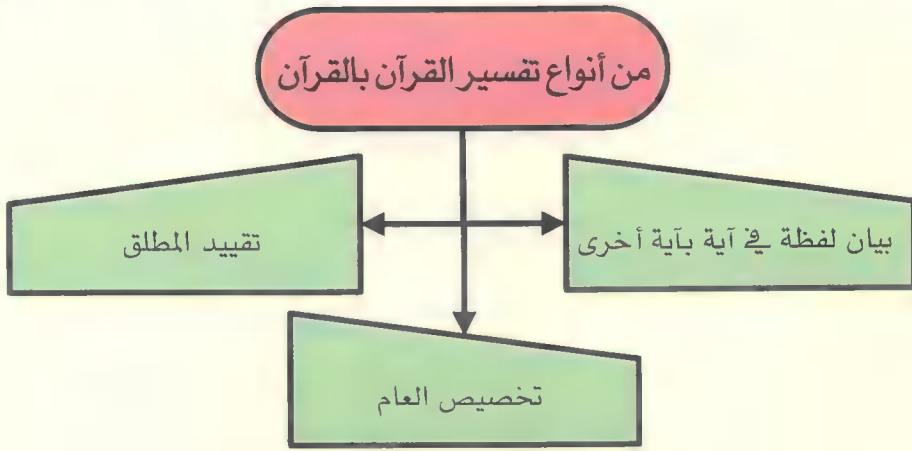 من أنواع تفسير القرآن بالقرآن
بيان لفظة في آية بآية أخرى
تقييد المطلق
تخصيص العام